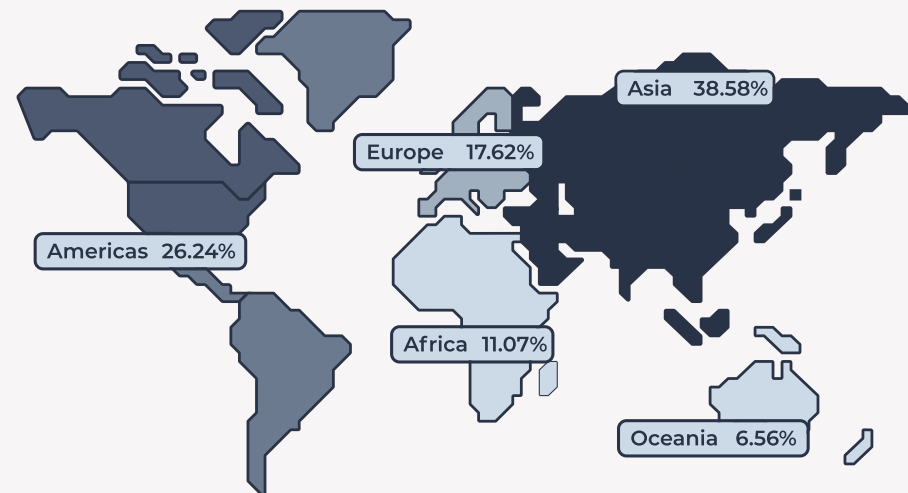 Asia 38.58%
Europe 17.62%
Americas 26.24%
Africa 11.07%
Oceania 6.56%